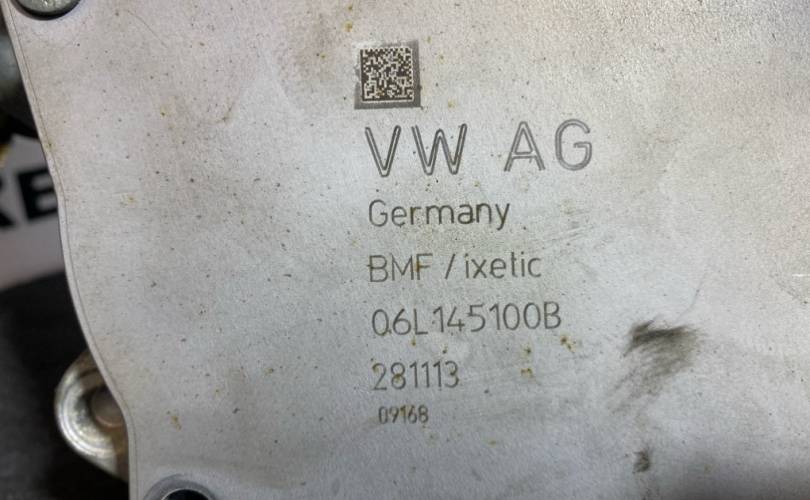 VW AG
Germany
BMF / ixetic
06L145100B
281113
09168